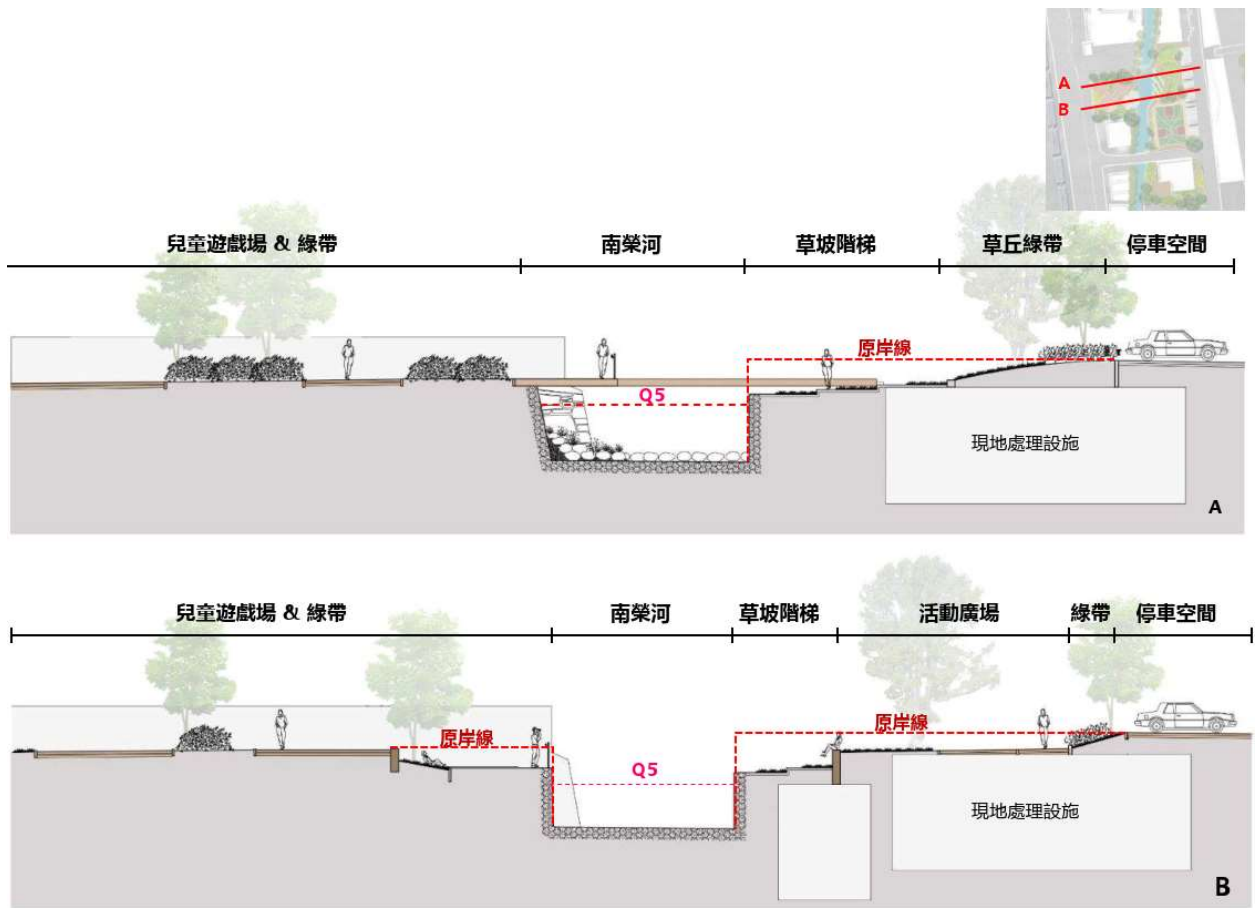 A
B
兒童遊戲場 & 綠帶 南榮河 草坡階梯 草丘綠帶 停車空間
原岸線
Q5
現地處理設施
A
兒童遊戲場 & 綠帶 南榮河 草坡階梯 活動廣場 綠帶 停車空間
原岸線 原岸線
Q5
現地處理設施
B